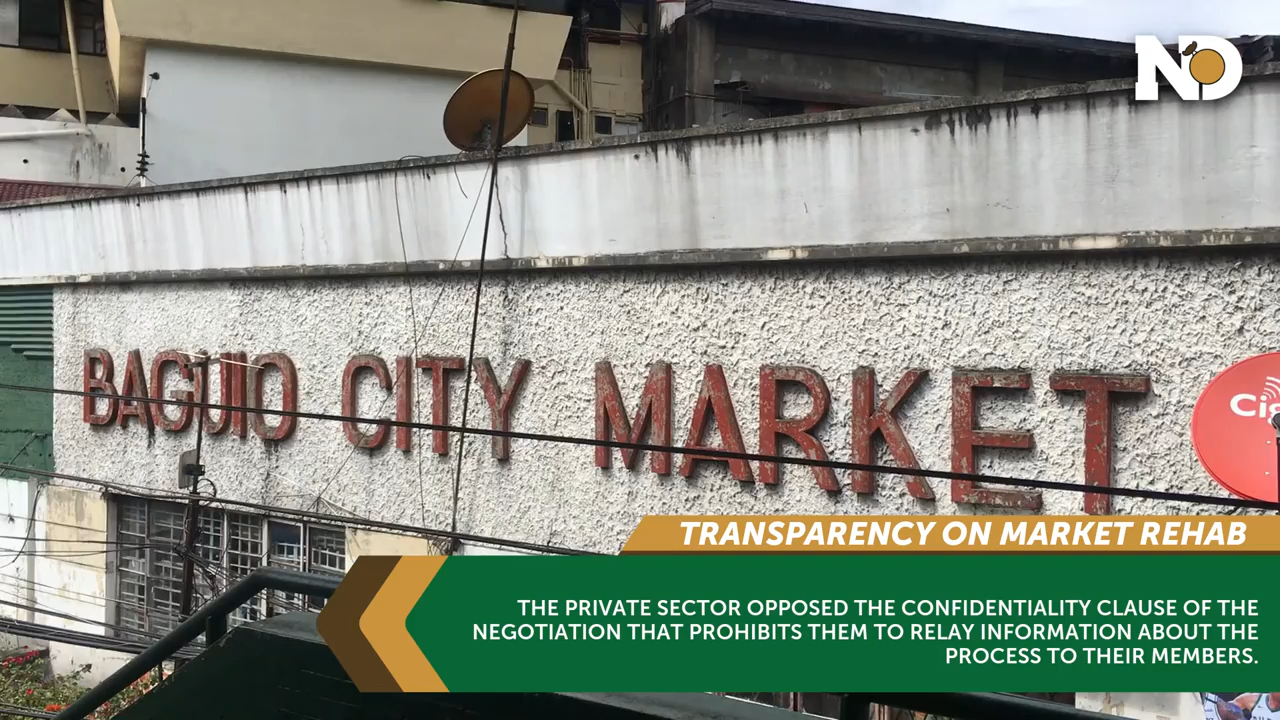 ND
BAGUIO CITY MARKET
Cig
TRANSPARENCY ON MARKET REHAB
THE PRIVATE SECTOR OPPOSED THE CONFIDENTIALITY CLAUSE OF THE
NEGOTIATION THAT PROHIBITS THEM TO RELAY INFORMATION ABOUT THE
PROCESS TO THEIR MEMBERS.